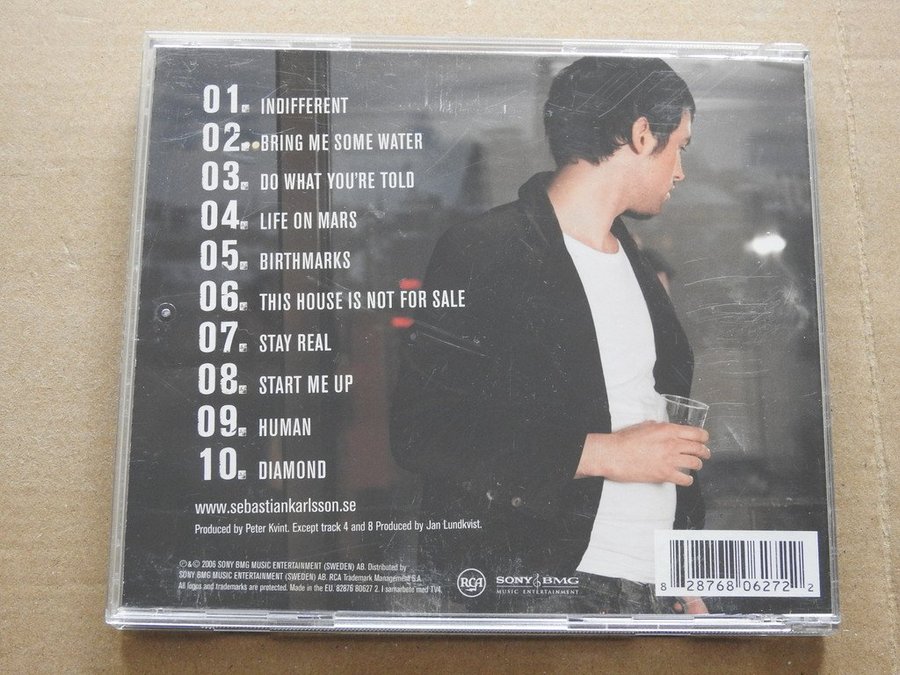 01. INDIFFERENT
02. BRING ME SOME WATER
03. DO WHAT YOU'RE TOLD
04. LIFE ON MARS
05. BIRTHMARKS
06. THIS HOUSE IS NOT FOR SALE
07. STAY REAL
08. START ME UP
09. HUMAN
10. DIAMOND
www.sebastiankarlsson.se
Produced by Peter Kvint. Except track 4 and 8 Produced by Jan Lundkvist.
℗ & © 2006 SONY BMG MUSIC ENTERTAINMENT (SWEDEN) AB. Distributed by
SONY BMG MUSIC ENTERTAINMENT (SWEDEN) AB. RCA Trademark Management S.A.
All logos and trademarks are protected. Made in the EU. 82876 80627 2. I samarbete med TV4.
RCA
SONY BMG
MUSIC ENTERTAINMENT
8 28768 06272 2